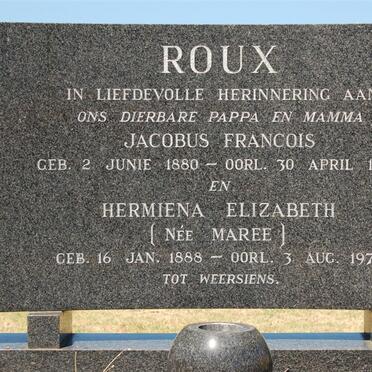 ROUX
IN LIEFDEVOLLE HERINNERING AAN
ONS DIERBARE PAPPA EN MAMMA
JACOBUS FRANCOIS
GEB. 2 JUNIE 1880 — OORL. 30 APRIL
EN
HERMIENA ELIZABETH
( NÉE MAREE )
GEB. 16 JAN. 1888 — OORL. 3 AUG.
TOT WEERSIENS.